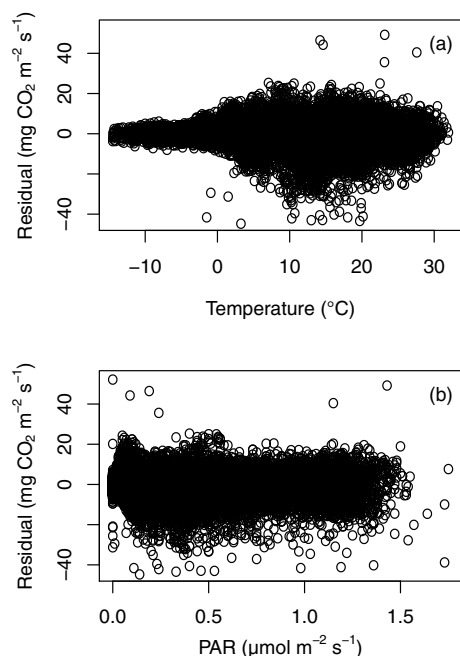 (a)
Residual (mg CO₂ m⁻² s⁻¹)
40
20
0
−40
−10
0
10
20
30
Temperature (°C)
(b)
Residual (mg CO₂ m⁻² s⁻¹)
40
20
0
−40
0.0
0.5
1.0
1.5
PAR (μmol m⁻² s⁻¹)